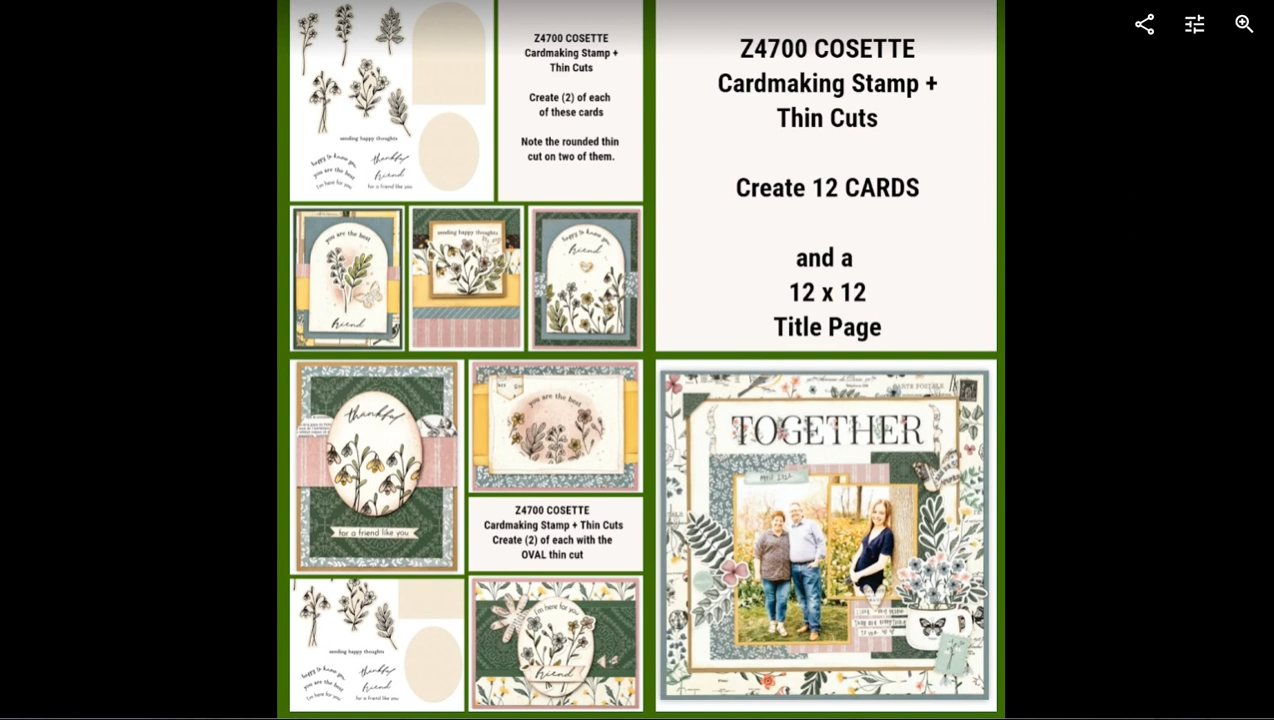 Z4700 COSETTE
Cardmaking Stamp +
Thin Cuts
Create (2) of each
of these cards
Note the rounded thin
cut on two of them.
sending happy thoughts
happy to know you
you are the best
I'm here for you
thankful
friend
for a friend like you
Z4700 COSETTE
Cardmaking Stamp +
Thin Cuts
Create 12 CARDS
and a
12 x 12
Title Page
you are the best
friend
sending happy thoughts
happy to know you
friend
thankful
for a friend like you
you are the best
Z4700 COSETTE
Cardmaking Stamp + Thin Cuts
Create (2) of each with the
OVAL thin cut
sending happy thoughts
happy to know you
you are the best
I'm here for you
thankful
friend
for a friend like you
I'm here for you
friend
CARTE POSTALE
TOGETHER